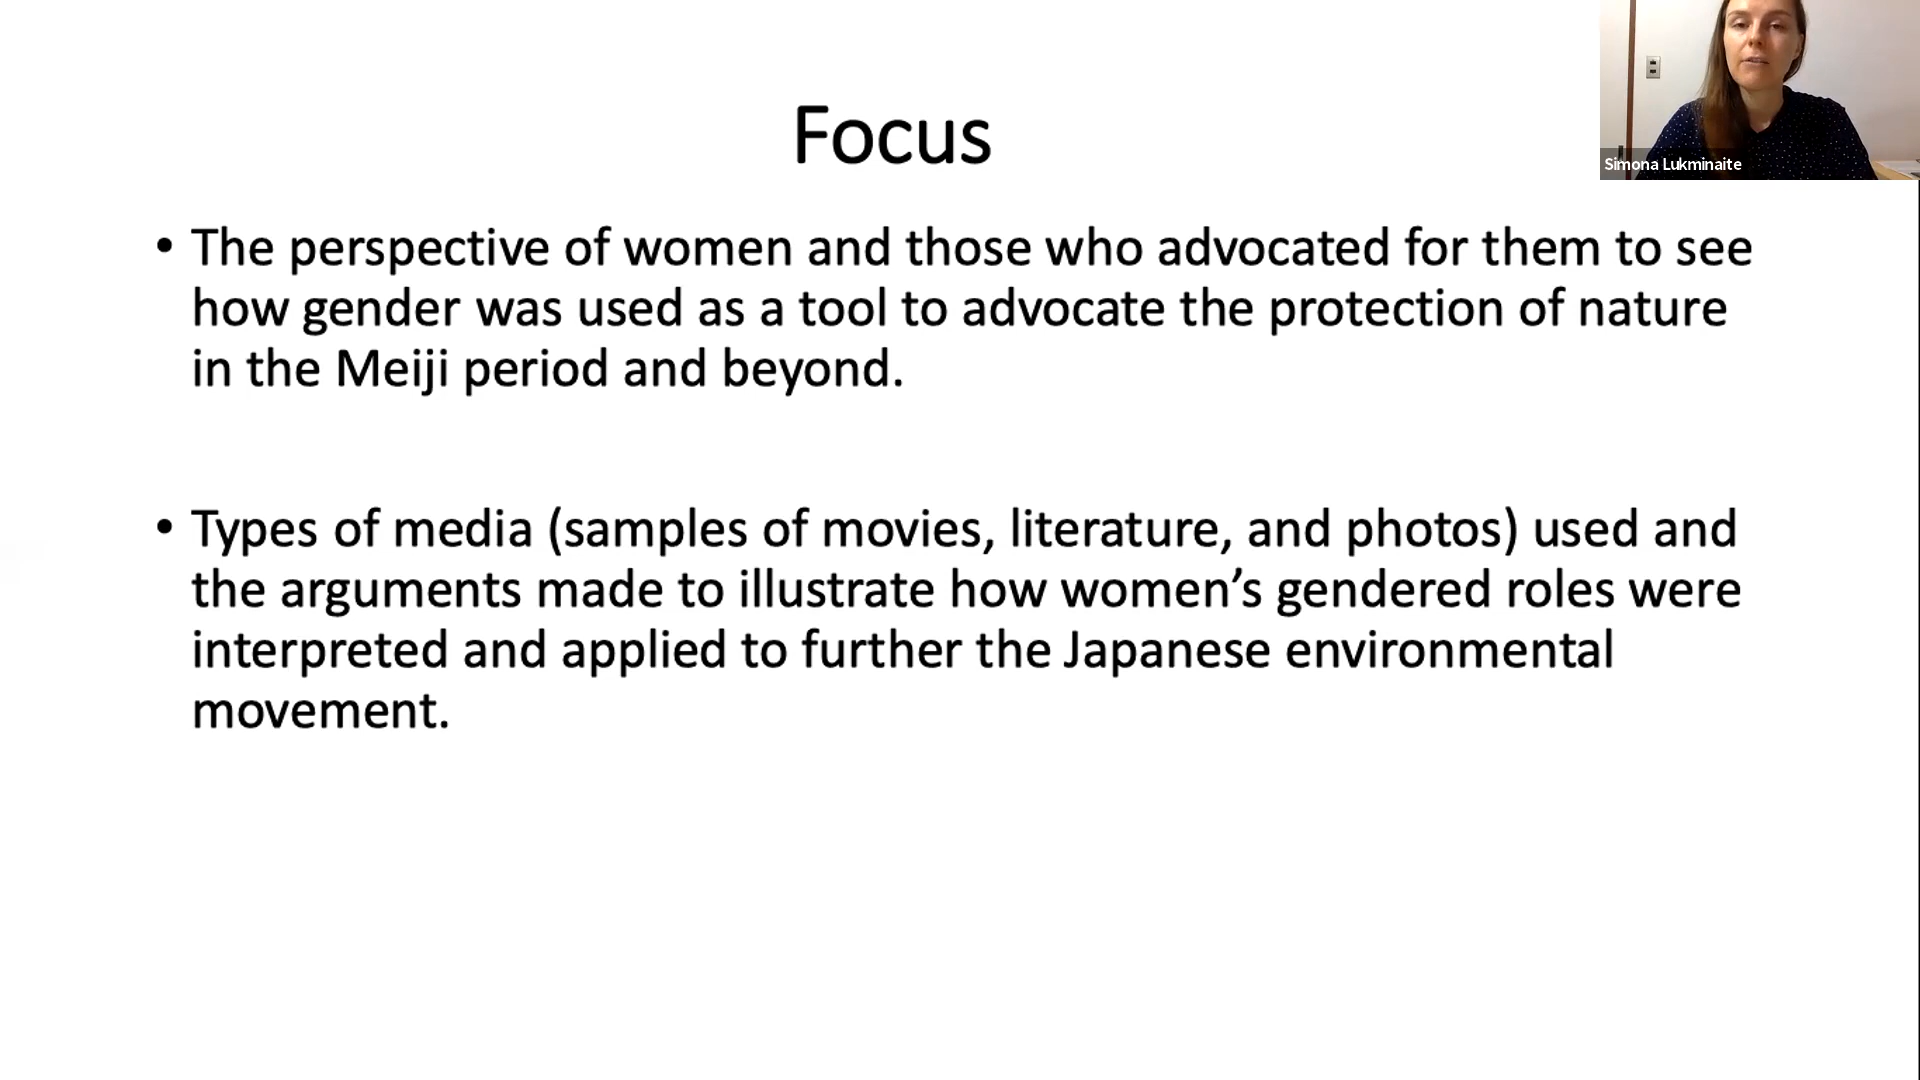 Focus
Simona Lukminaite
• The perspective of women and those who advocated for them to see
how gender was used as a tool to advocate the protection of nature
in the Meiji period and beyond.
• Types of media (samples of movies, literature, and photos) used and
the arguments made to illustrate how women’s gendered roles were
interpreted and applied to further the Japanese environmental
movement.